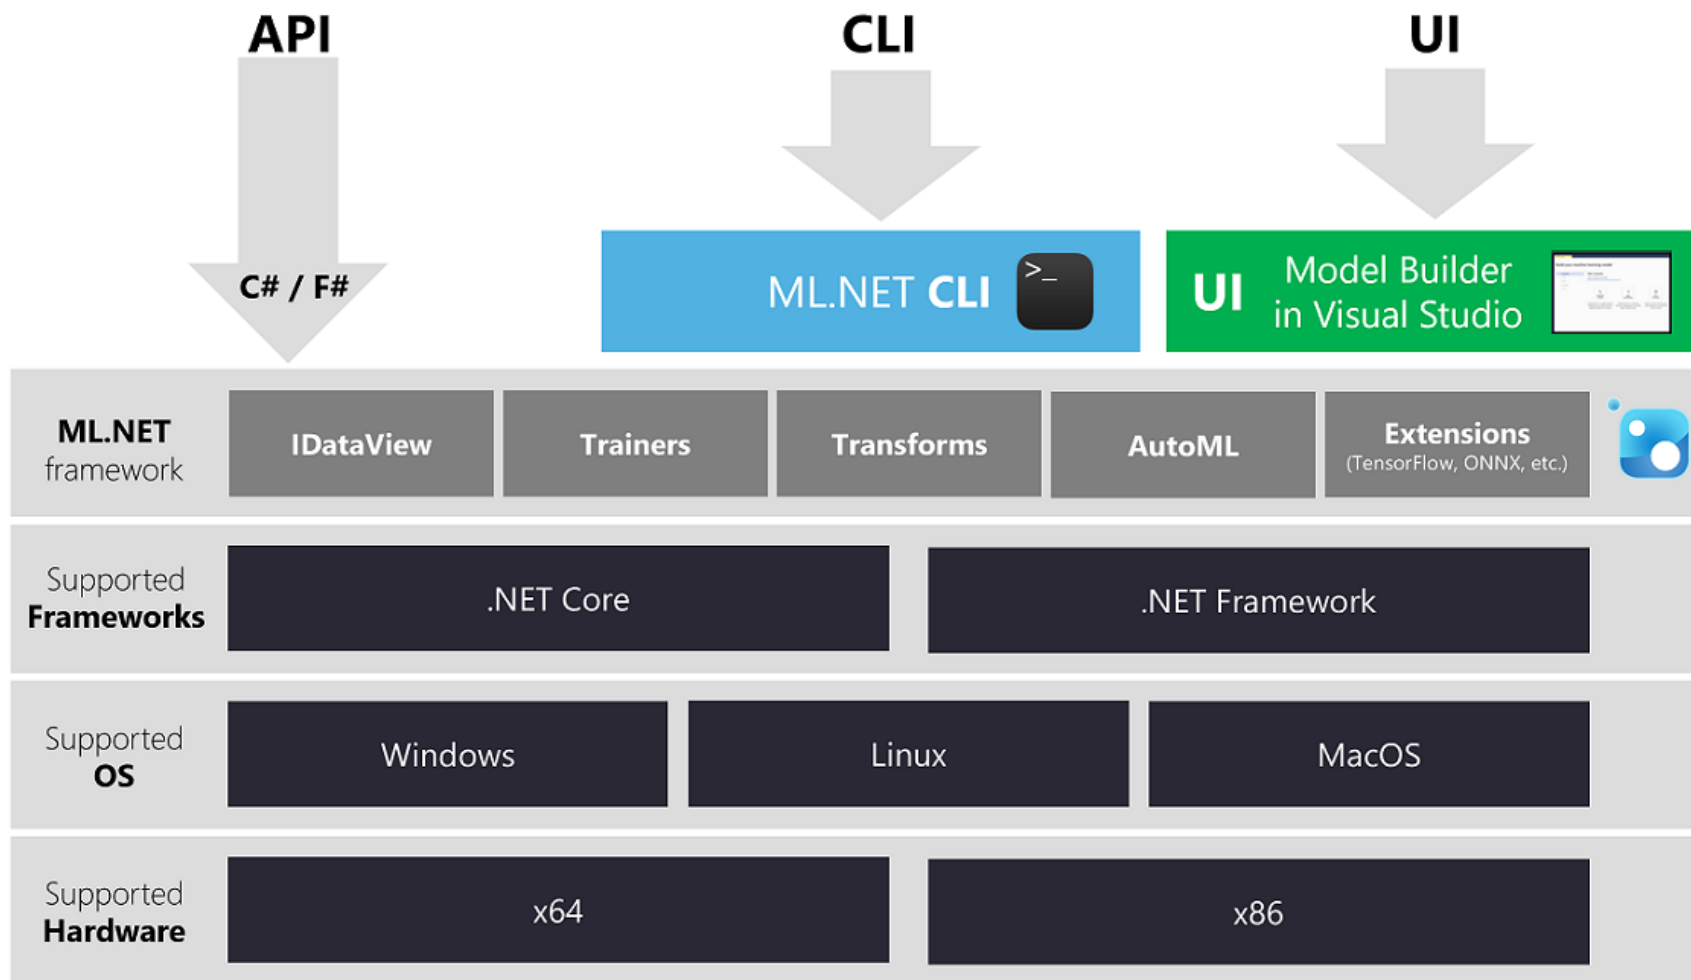 API
CLI
UI
C# / F#
ML.NET CLI
>_
UI
Model Builder
in Visual Studio
ML.NET
framework
IDataView
Trainers
Transforms
AutoML
Extensions
(TensorFlow, ONNX, etc.)
Supported
Frameworks
.NET Core
.NET Framework
Supported
OS
Windows
Linux
MacOS
Supported
Hardware
x64
x86